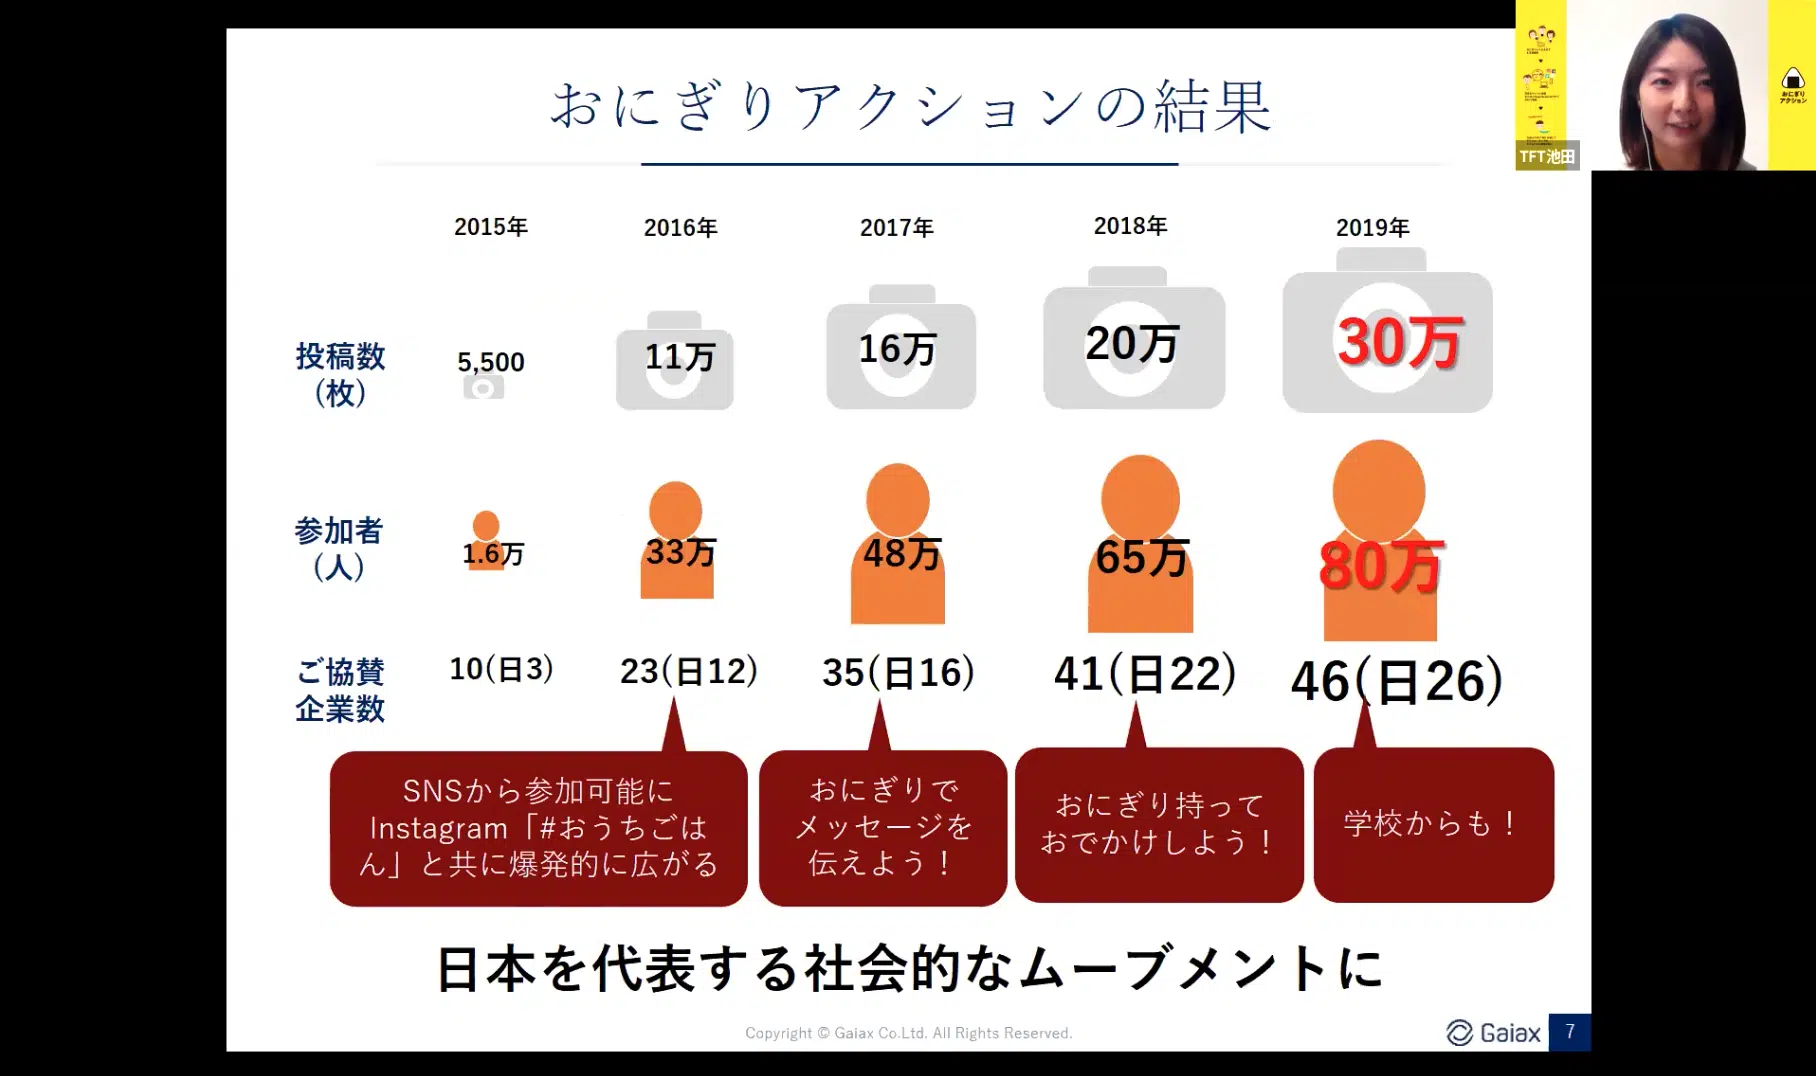 おにぎりアクションの結果
2015年
2016年
2017年
2018年
2019年
投稿数
（枚）
5,500
11万
16万
20万
30万
参加者
（人）
1.6万
33万
48万
65万
80万
ご協賛
企業数
10(日3)
23(日12)
35(日16)
41(日22)
46(日26)
SNSから参加可能に
Instagram「#おうちごは
ん」と共に爆発的に広がる
おにぎりで
メッセージを
伝えよう！
おにぎり持って
おでかけしよう！
学校からも！
日本を代表する社会的なムーブメントに
Copyright © Gaiax Co.Ltd. All Rights Reserved.
Gaiax
7
TFT池田
おにぎり
アクション